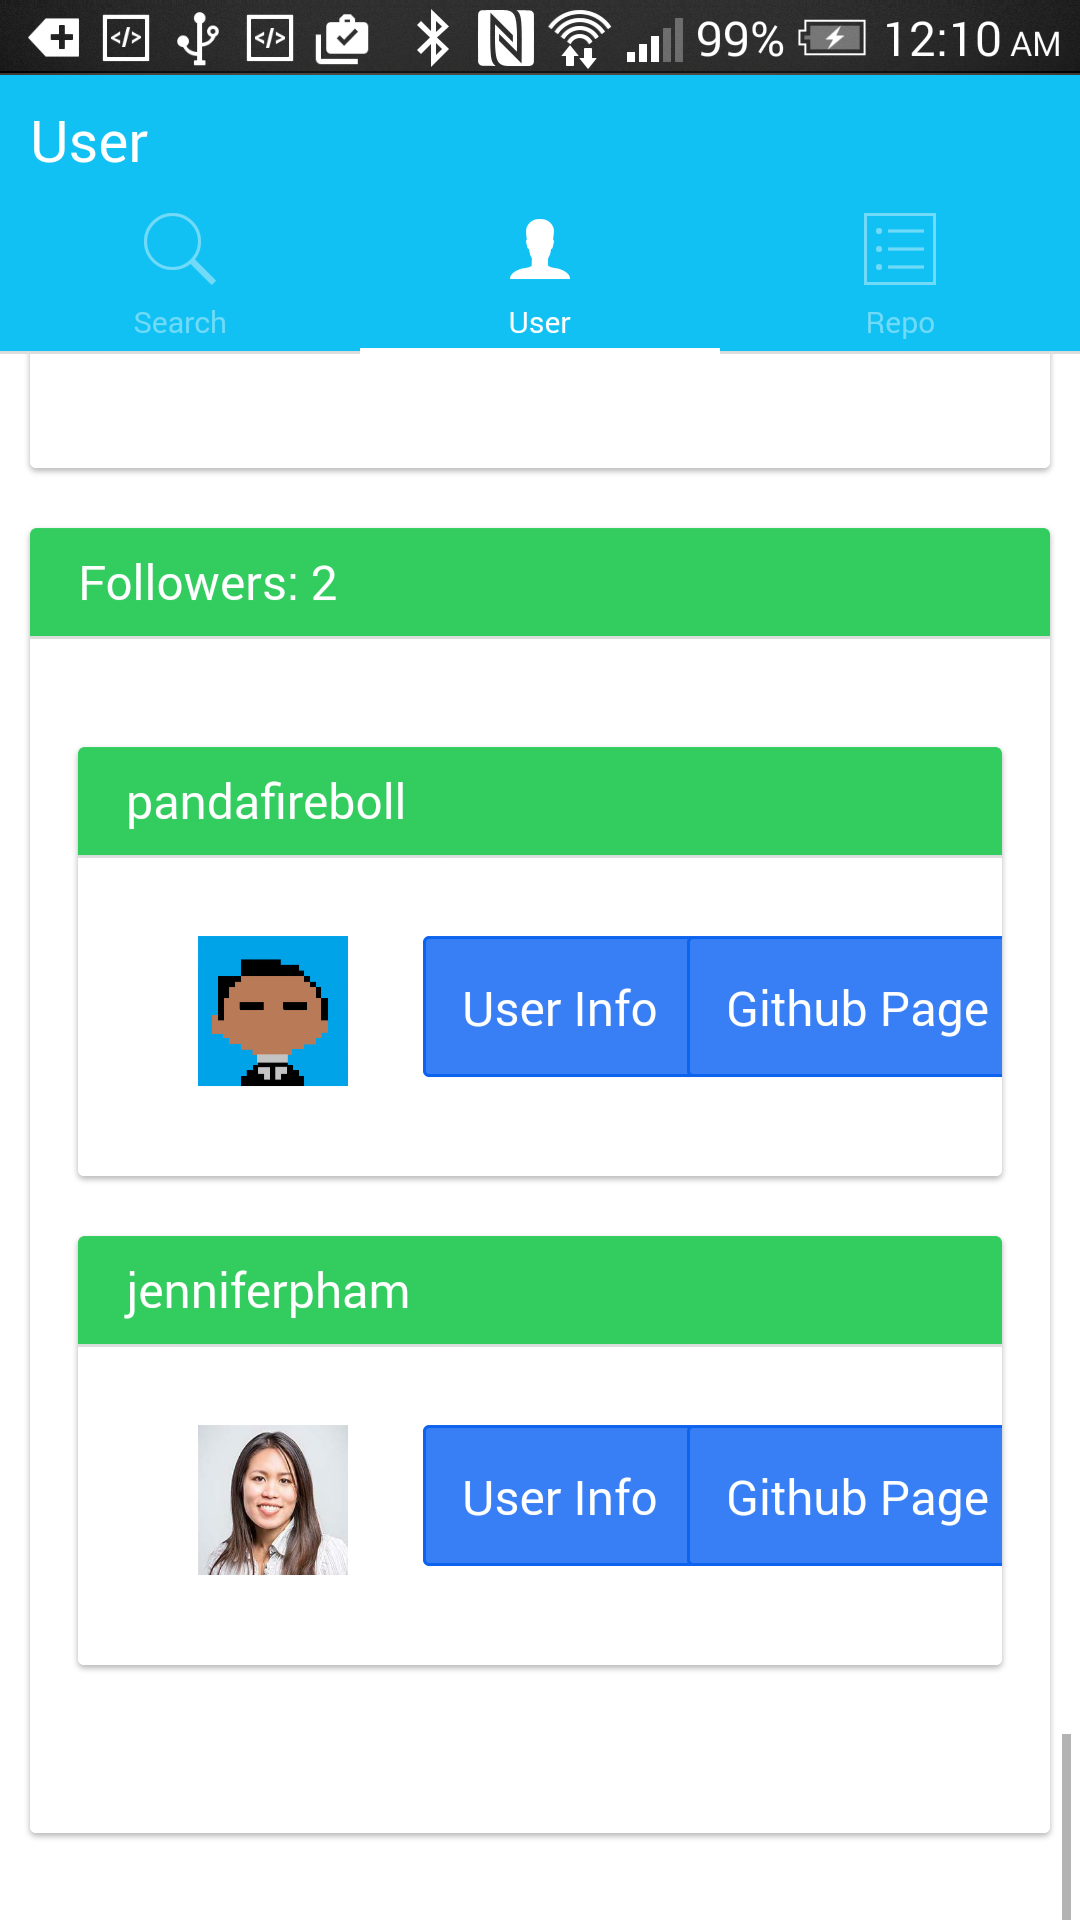 99% 12:10 AM
User
Search User Repo
Followers: 2
pandafireboll
User Info Github Page
jenniferpham
User Info Github Page